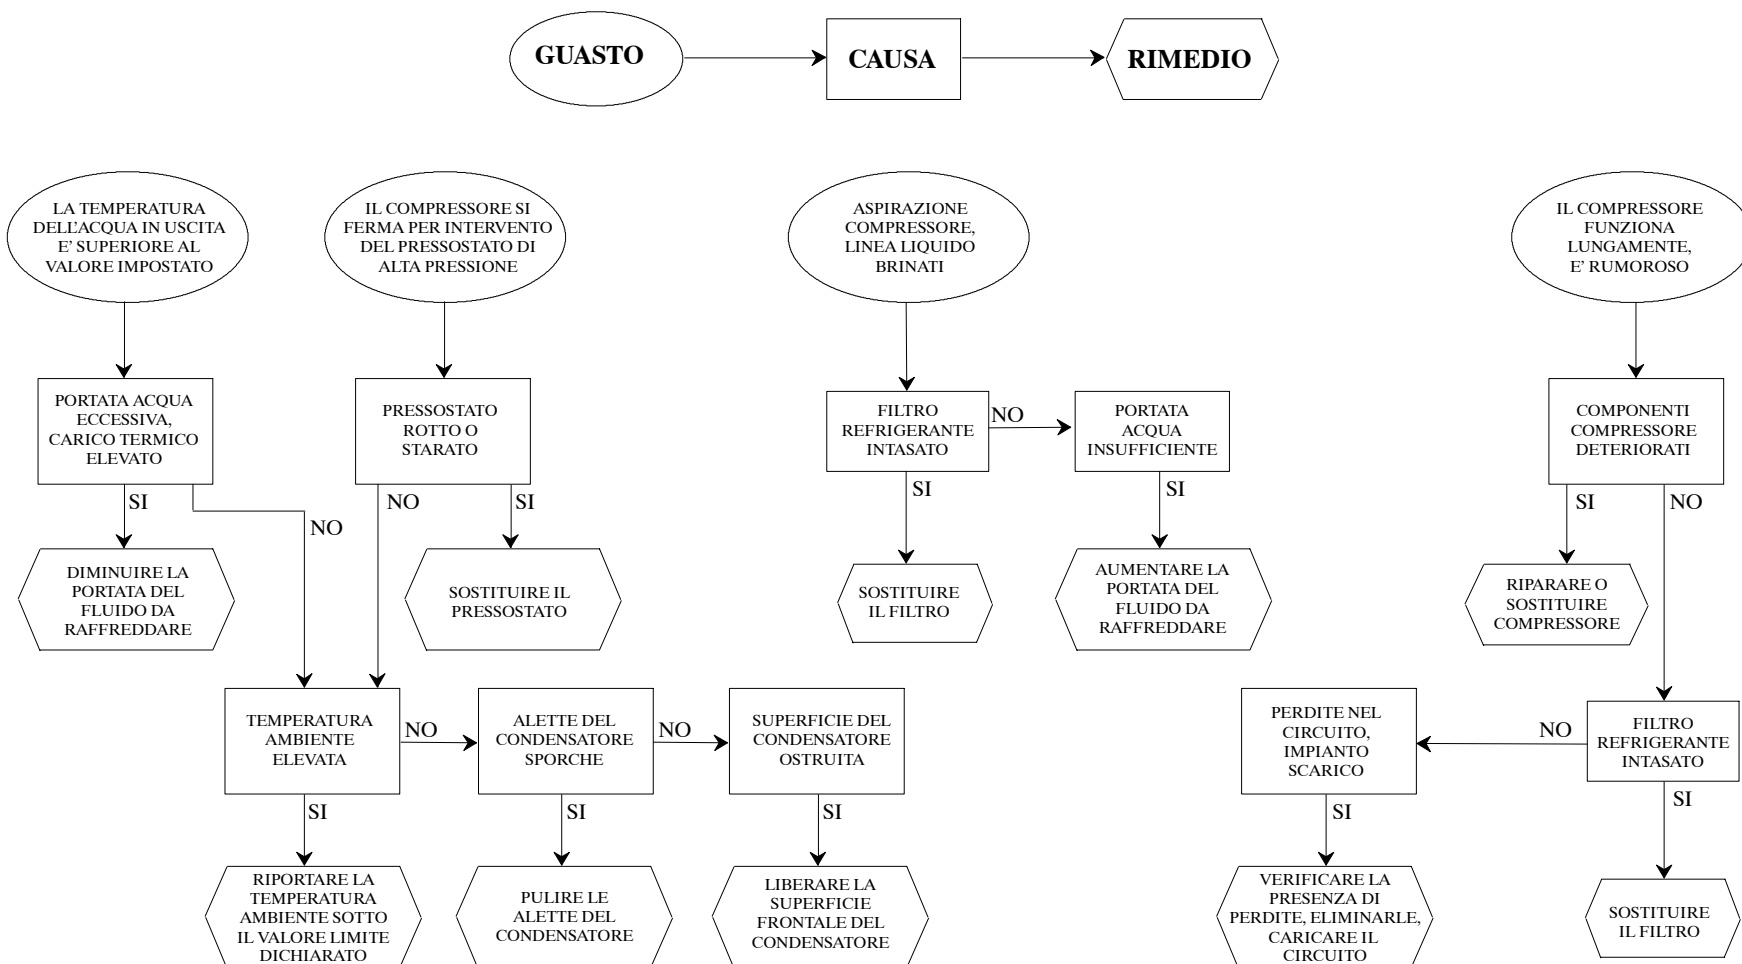 GUASTO
CAUSA
RIMEDIO
LA TEMPERATURA
DELL'ACQUA IN USCITA
E' SUPERIORE AL
VALORE IMPOSTATO
IL COMPRESSORE SI
FERMA PER INTERVENTO
DEL PRESSOSTATO DI
ALTA PRESSIONE
ASPIRAZIONE
COMPRESSORE,
LINEA LIQUIDO
BRINATI
IL COMPRESSORE
FUNZIONA
LUNGAMENTE,
E' RUMOROSO
PORTATA ACQUA
ECCESSIVA,
CARICO TERMICO
ELEVATO
PRESSOSTATO
ROTTO O
STARATO
FILTRO
REFRIGERANTE
INTASATO
NO
PORTATA
ACQUA
INSUFFICIENTE
COMPONENTI
COMPRESSORE
DETERIORATI
SI
NO
NO
SI
SI
SI
SI
NO
DIMINUIRE LA
PORTATA DEL
FLUIDO DA
RAFFREDDARE
SOSTITUIRE IL
PRESSOSTATO
SOSTITUIRE
IL FILTRO
AUMENTARE LA
PORTATA DEL
FLUIDO DA
RAFFREDDARE
RIPARARE O
SOSTITUIRE
COMPRESSORE
TEMPERATURA
AMBIENTE
ELEVATA
NO
ALETTE DEL
CONDENSATORE
SPORCHE
NO
SUPERFICIE DEL
CONDENSATORE
OSTRUITA
PERDITE NEL
CIRCUITO,
IMPIANTO
SCARICO
NO
FILTRO
REFRIGERANTE
INTASATO
SI
SI
SI
SI
SI
RIPORTARE LA
TEMPERATURA
AMBIENTE SOTTO
IL VALORE LIMITE
DICHIARATO
PULIRE LE
ALETTE DEL
CONDENSATORE
LIBERARE LA
SUPERFICIE
FRONTALE DEL
CONDENSATORE
VERIFICARE LA
PRESENZA DI
PERDITE, ELIMINARLE,
CARICARE IL
CIRCUITO
SOSTITUIRE
IL FILTRO